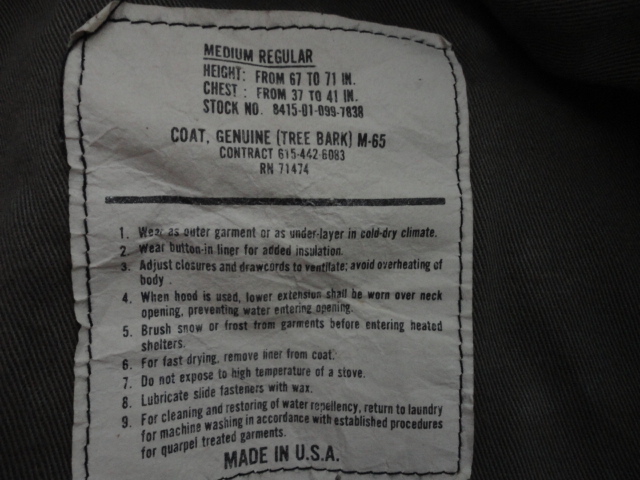 MEDIUM REGULAR
HEIGHT: FROM 67 TO 71 IN.
CHEST : FROM 37 TO 41 IN.
STOCK NO. 8415-01-099-7838
COAT, GENUINE (TREE BARK) M-65
CONTRACT 615-442-6083
RN 71474
1. Wear as outer garment or as under-layer in cold-dry climate.
2. Wear button-in liner for added insulation.
3. Adjust closures and drawcords to ventilate; avoid overheating of
body .
4. When hood is used, lower extension shall be worn over neck
opening, preventing water entering opening.
5. Brush snow or frost from garments before entering heated
shelters.
6. For fast drying, remove liner from coat.
7. Do not expose to high temperature of a stove.
8. Lubricate slide fasteners with wax.
9. For cleaning and restoring of water repellency, return to laundry
for machine washing in accordance with established procedures
for quarpel treated garments.
MADE IN U.S.A.